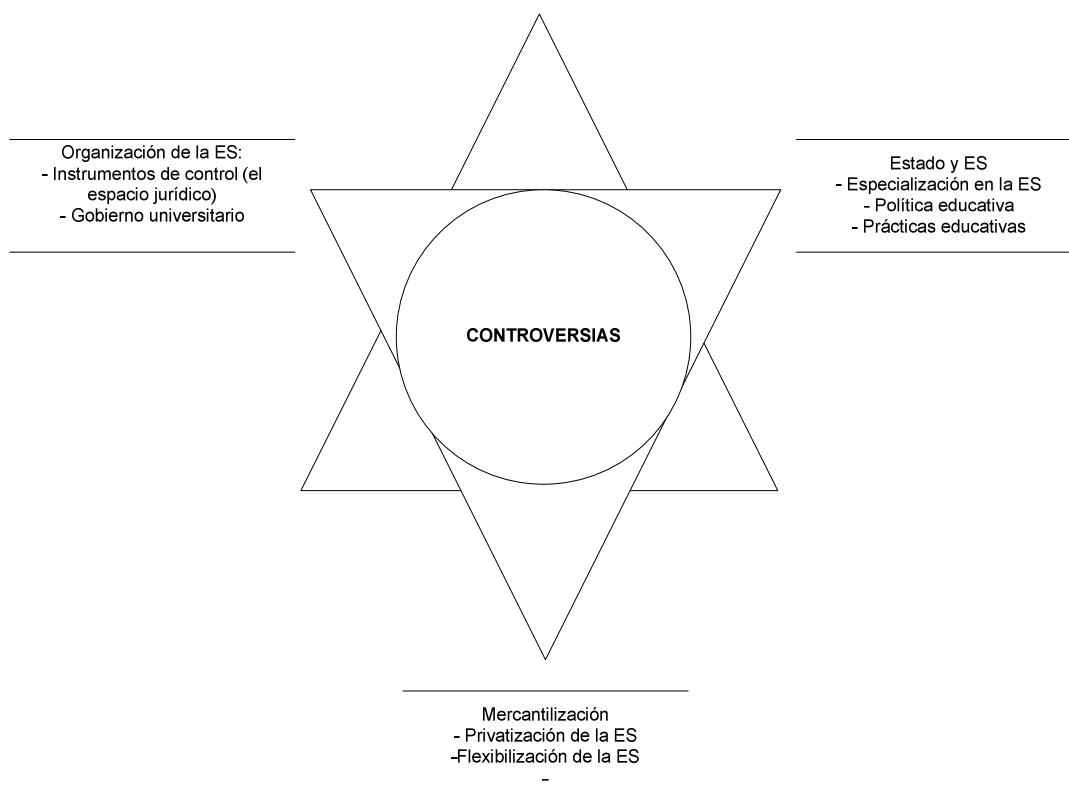 Organización de la ES:
- Instrumentos de control (el
espacio jurídico)
- Gobierno universitario
Estado y ES
- Especialización en la ES
- Política educativa
- Prácticas educativas
CONTROVERSIAS
Mercantilización
- Privatización de la ES
-Flexibilización de la ES
-